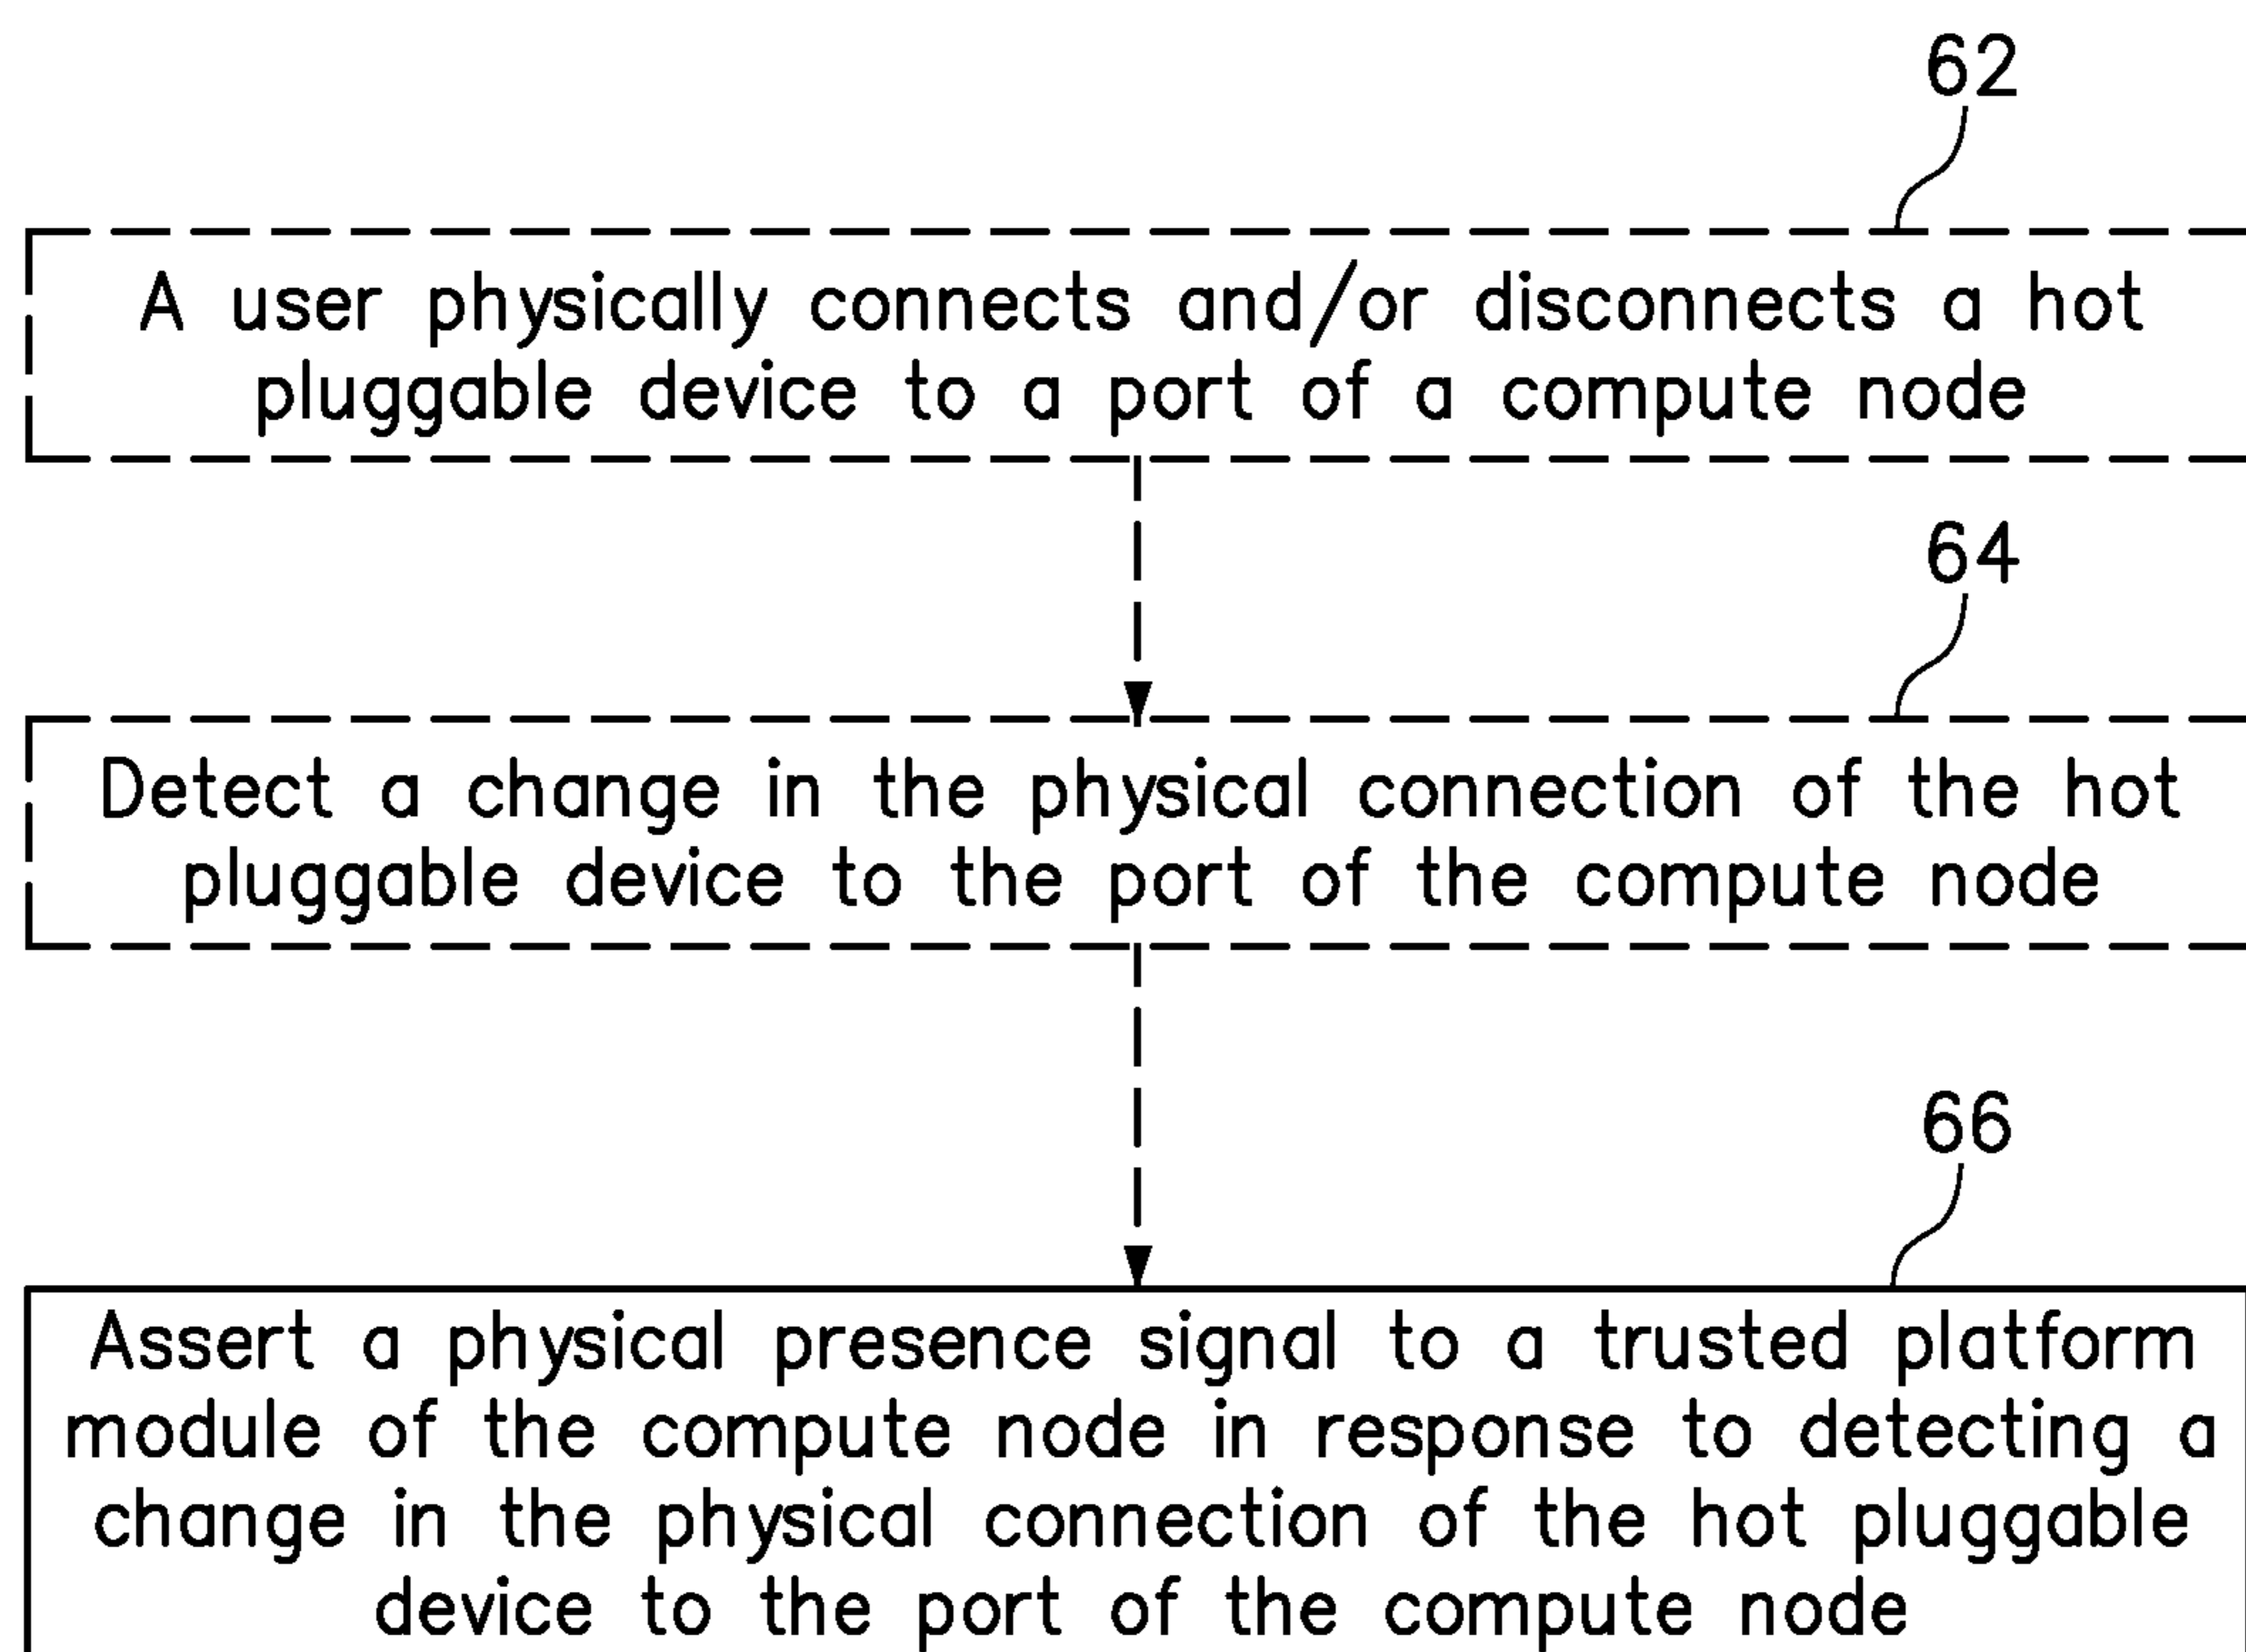 62
A user physically connects and/or disconnects a hot
pluggable device to a port of a compute node
64
Detect a change in the physical connection of the hot
pluggable device to the port of the compute node
66
Assert a physical presence signal to a trusted platform
module of the compute node in response to detecting a
change in the physical connection of the hot pluggable
device to the port of the compute node